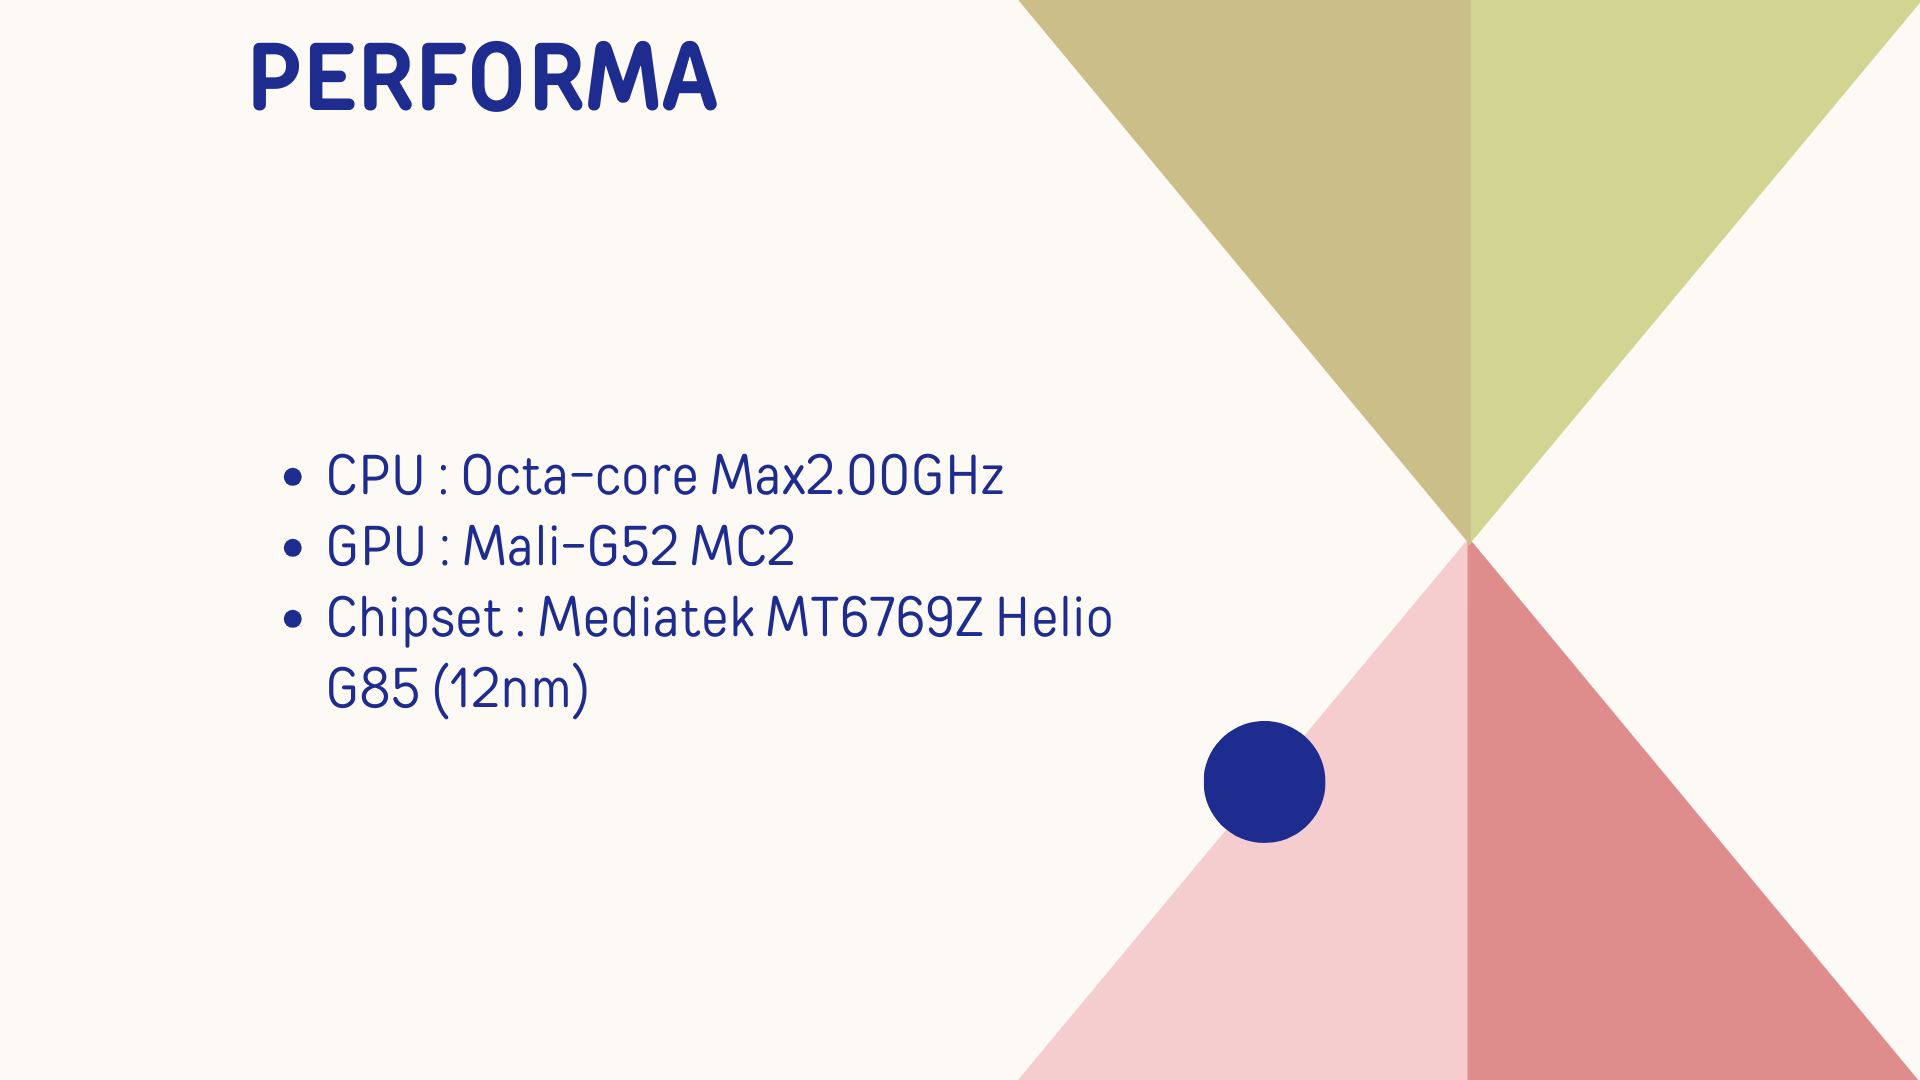 PERFORMA
• CPU : Octa-core Max2.00GHz
• GPU : Mali-G52 MC2
• Chipset : Mediatek MT6769Z Helio
G85 (12nm)